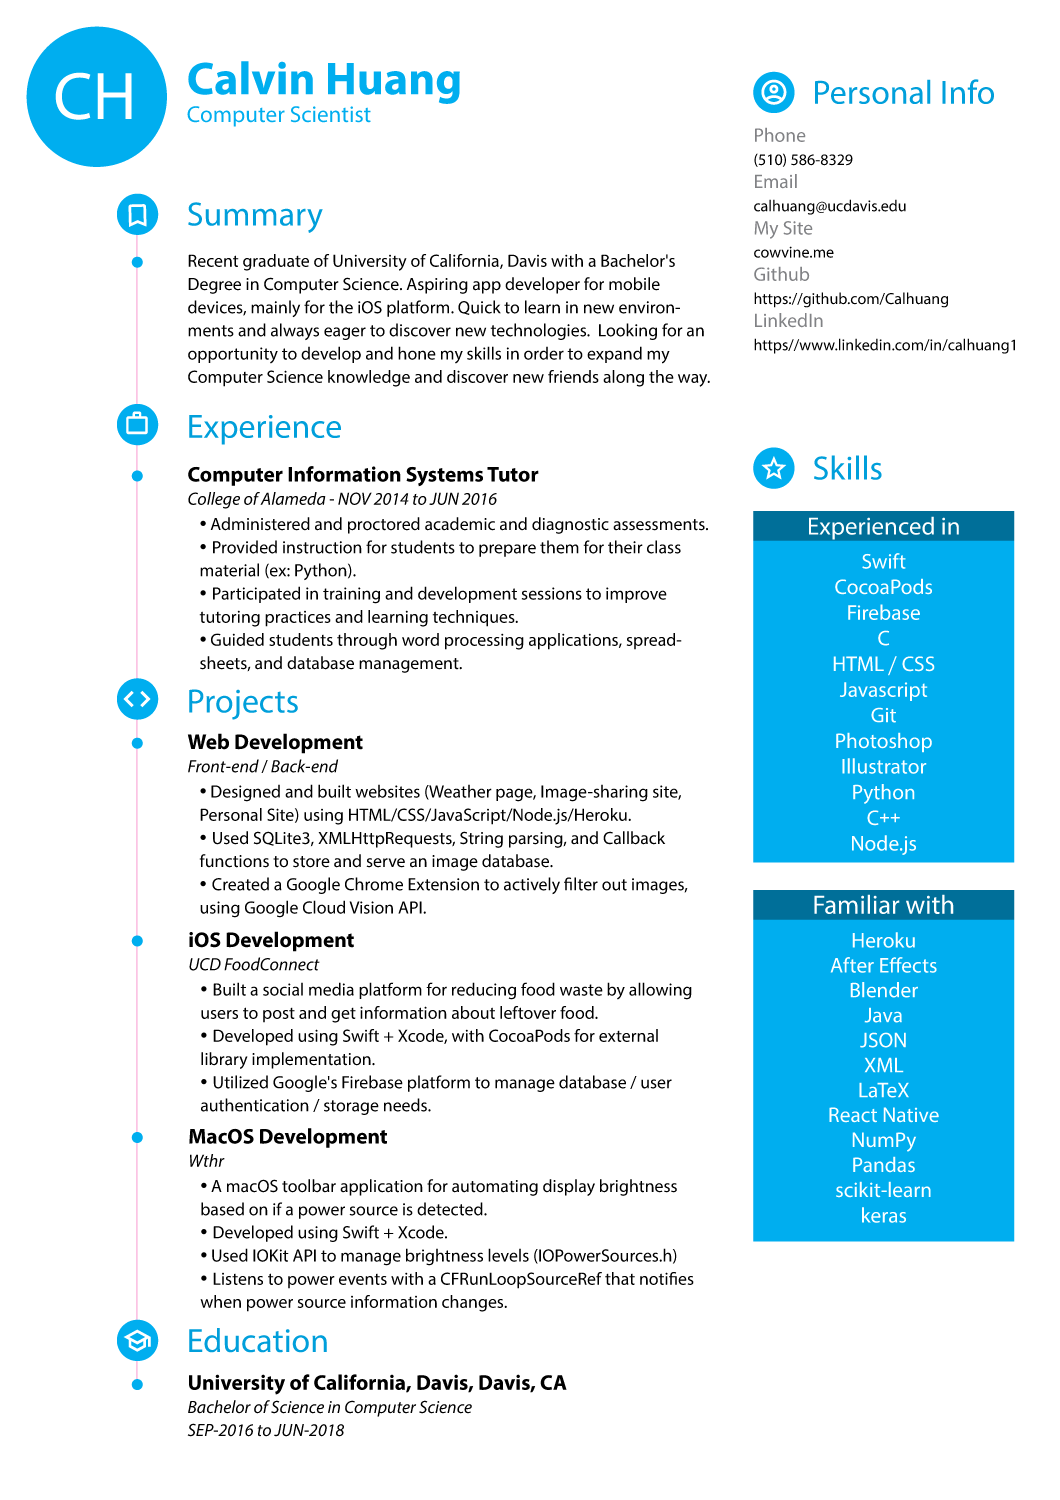 CH
Calvin Huang
Computer Scientist
Summary
Recent graduate of University of California, Davis with a Bachelor's
Degree in Computer Science. Aspiring app developer for mobile
devices, mainly for the iOS platform. Quick to learn in new environ-
ments and always eager to discover new technologies.  Looking for an
opportunity to develop and hone my skills in order to expand my
Computer Science knowledge and discover new friends along the way.
Experience
Computer Information Systems Tutor
College of Alameda - NOV 2014 to JUN 2016
• Administered and proctored academic and diagnostic assessments.
• Provided instruction for students to prepare them for their class
material (ex: Python).
• Participated in training and development sessions to improve
tutoring practices and learning techniques.
• Guided students through word processing applications, spread-
sheets, and database management.
Projects
Web Development
Front-end / Back-end
• Designed and built websites (Weather page, Image-sharing site,
Personal Site) using HTML/CSS/JavaScript/Node.js/Heroku.
• Used SQLite3, XMLHttpRequests, String parsing, and Callback
functions to store and serve an image database.
• Created a Google Chrome Extension to actively filter out images,
using Google Cloud Vision API.
iOS Development
UCD FoodConnect
• Built a social media platform for reducing food waste by allowing
users to post and get information about leftover food.
• Developed using Swift + Xcode, with CocoaPods for external
library implementation.
• Utilized Google's Firebase platform to manage database / user
authentication / storage needs.
MacOS Development
Wthr
• A macOS toolbar application for automating display brightness
based on if a power source is detected.
• Developed using Swift + Xcode.
• Used IOKit API to manage brightness levels (IOPowerSources.h)
• Listens to power events with a CFRunLoopSourceRef that notifies
when power source information changes.
Education
University of California, Davis, Davis, CA
Bachelor of Science in Computer Science
SEP-2016 to JUN-2018
Personal Info
Phone
(510) 586-8329
Email
calhuang@ucdavis.edu
My Site
cowvine.me
Github
https://github.com/Calhuang
LinkedIn
https//www.linkedin.com/in/calhuang1
Skills
Experienced in
Swift
CocoaPods
Firebase
C
HTML / CSS
Javascript
Git
Photoshop
Illustrator
Python
C++
Node.js
Familiar with
Heroku
After Effects
Blender
Java
JSON
XML
LaTeX
React Native
NumPy
Pandas
scikit-learn
keras